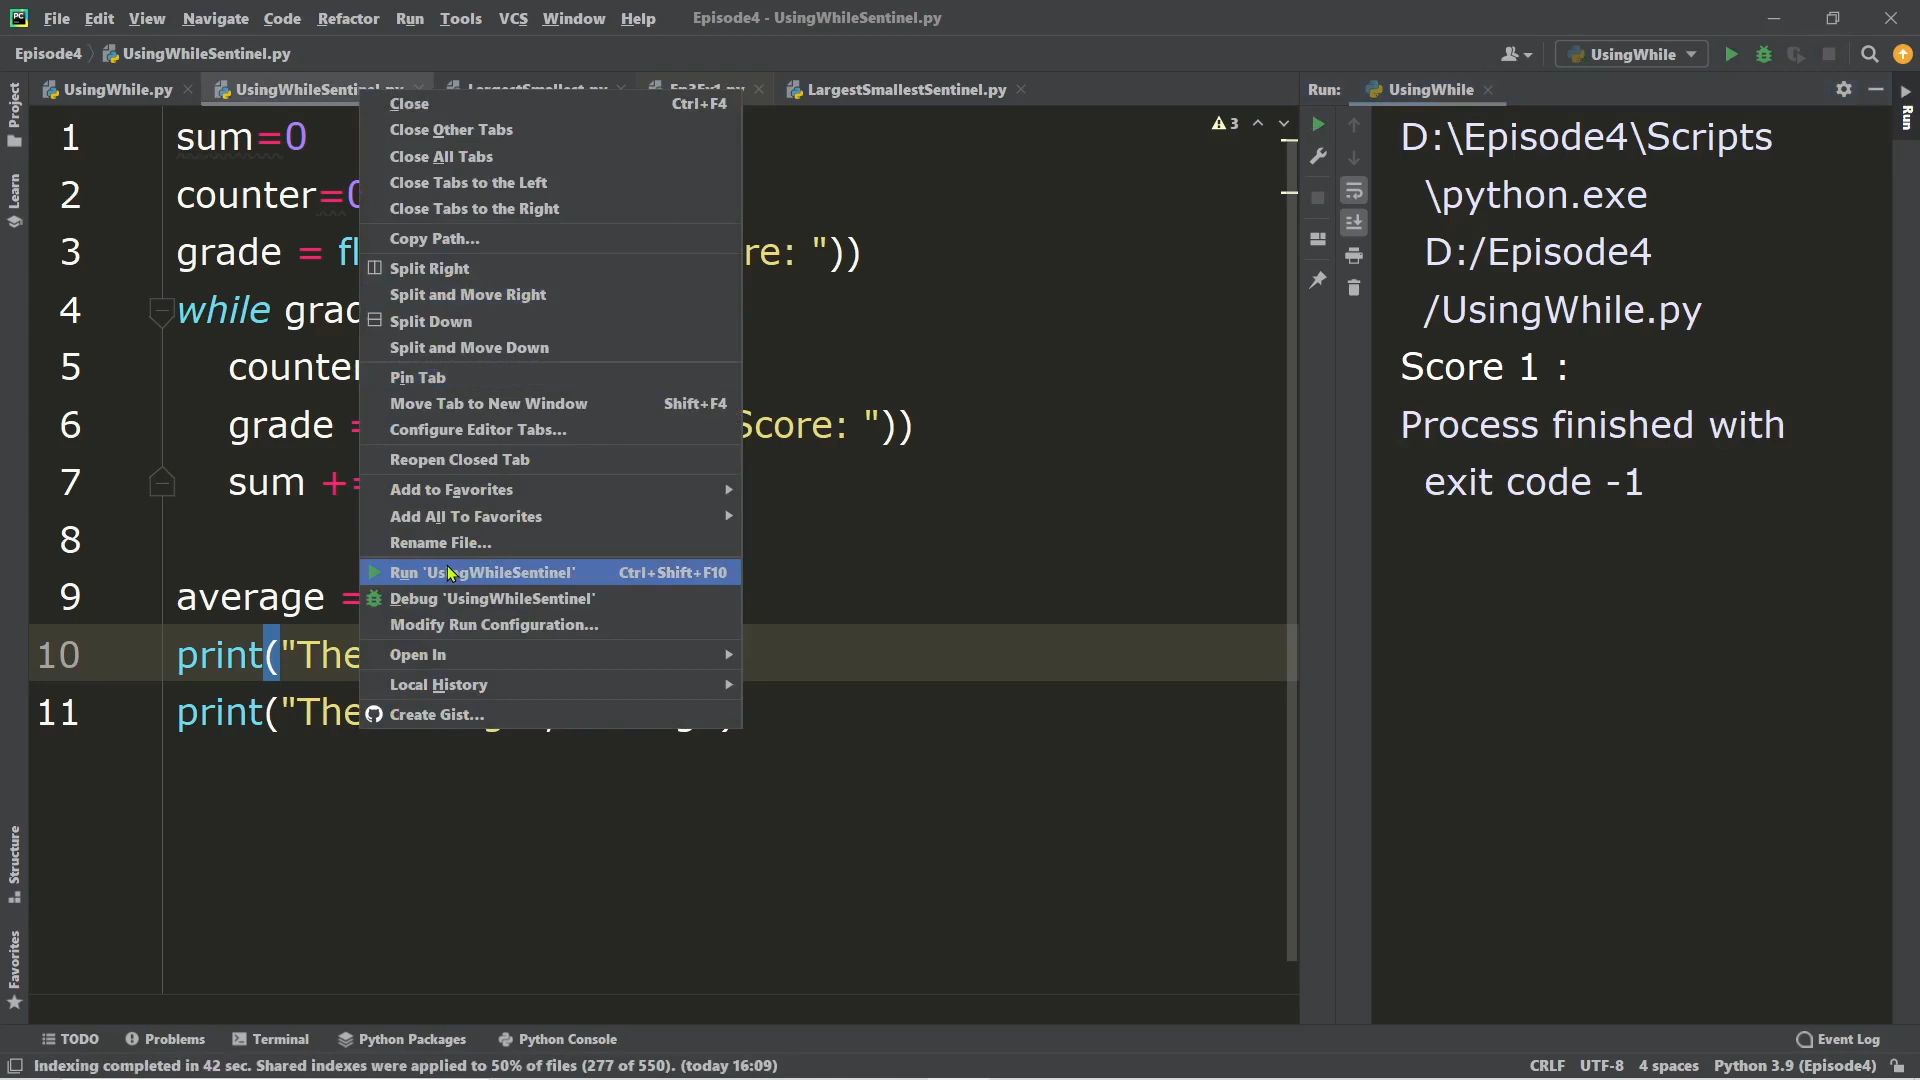 File Edit View Navigate Code Refactor Run Tools VCS Window Help Episode4 - UsingWhileSentinel.py
Episode4 UsingWhileSentinel.py
UsingWhile
UsingWhile.py
LargestSmallestSentinel.py
Run: UsingWhile
Project
Learn
Structure
Favorites
Run
3
1 sum=0
2 counter=0
3 grade = fl re: "))
4 while grad
5 counter
6 grade = Score: "))
7 sum +=
8
9 average =
10 print("The
11 print("The
Close Ctrl+F4
Close Other Tabs
Close All Tabs
Close Tabs to the Left
Close Tabs to the Right
Copy Path...
Split Right
Split and Move Right
Split Down
Split and Move Down
Pin Tab
Move Tab to New Window Shift+F4
Configure Editor Tabs...
Reopen Closed Tab
Add to Favorites
Add All To Favorites
Rename File...
Run 'UsingWhileSentinel' Ctrl+Shift+F10
Debug 'UsingWhileSentinel'
Modify Run Configuration...
Open In
Local History
Create Gist...
D:\Episode4\Scripts
\python.exe
D:/Episode4
/UsingWhile.py
Score 1 :
Process finished with
exit code -1
TODO Problems Terminal Python Packages Python Console Event Log
Indexing completed in 42 sec. Shared indexes were applied to 50% of files (277 of 550). (today 16:09) CRLF UTF-8 4 spaces Python 3.9 (Episode4)